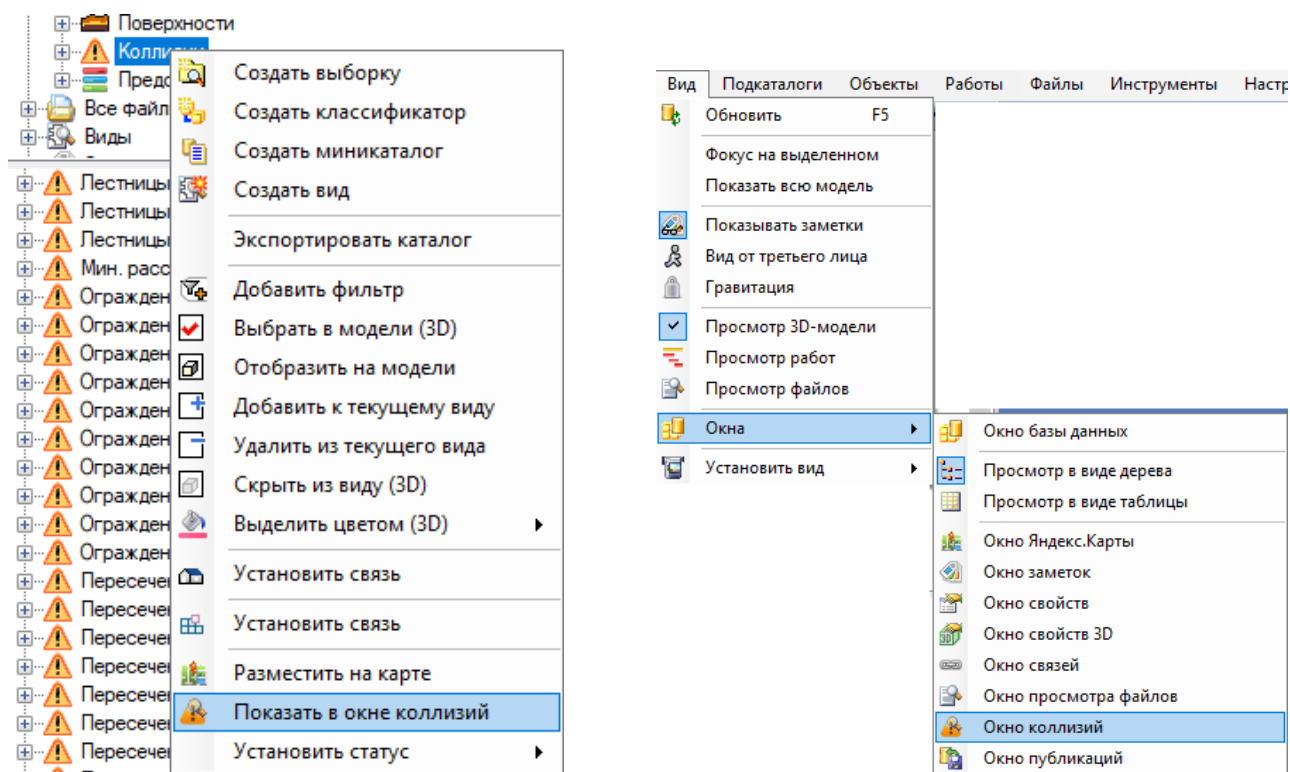 Поверхности
Коллизии
Все файл
Виды
Лестницы
Лестницы
Лестницы
Мин. расс
Огражден
Огражден
Огражден
Огражден
Огражден
Огражден
Огражден
Огражден
Огражден
Огражден
Пересечен
Пересечен
Пересечен
Пересечен
Пересечен
Пересечен
Пересечен
Создать выборку
Создать классификатор
Создать миникаталог
Создать вид
Экспортировать каталог
Добавить фильтр
Выбрать в модели (3D)
Отобразить на модели
Добавить к текущему виду
Удалить из текущего вида
Скрыть из виду (3D)
Выделить цветом (3D)
Установить связь
Установить связь
Разместить на карте
Показать в окне коллизий
Установить статус
Вид Подкаталоги Объекты Работы Файлы Инструменты Настр
Обновить F5
Фокус на выделенном
Показать всю модель
Показывать заметки
Вид от третьего лица
Гравитация
Просмотр 3D-модели
Просмотр работ
Просмотр файлов
Окна
Установить вид
Окно базы данных
Просмотр в виде дерева
Просмотр в виде таблицы
Окно Яндекс.Карты
Окно заметок
Окно свойств
Окно свойств 3D
Окно связей
Окно просмотра файлов
Окно коллизий
Окно публикаций